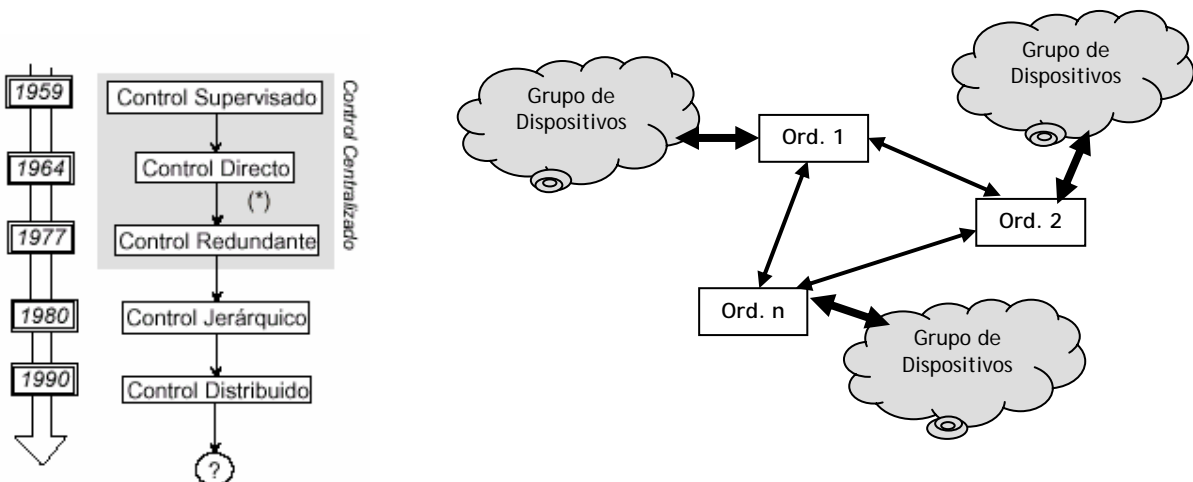 1959
Control Supervisado
1964
Control Directo
(*)
1977
Control Redundante
Control Centralizado
1980
Control Jerárquico
1990
Control Distribuido
?
Grupo de
Dispositivos
Ord. 1
Grupo de
Dispositivos
Ord. 2
Ord. n
Grupo de
Dispositivos